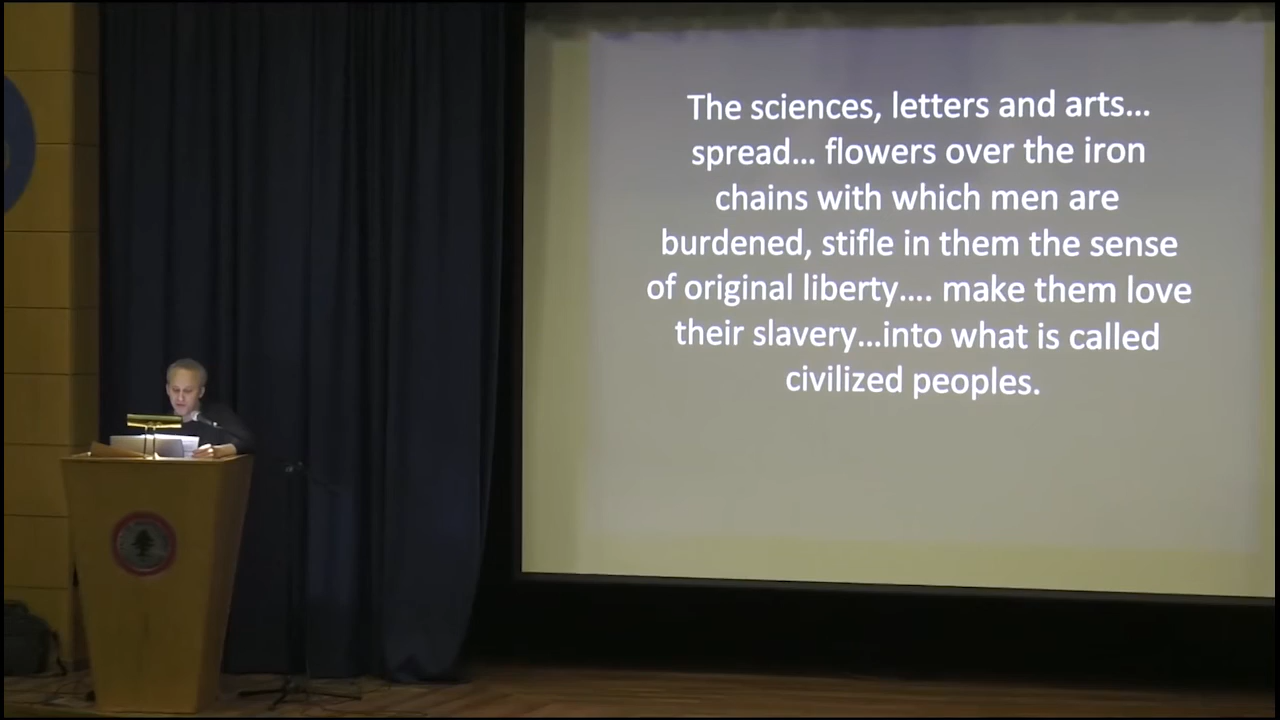 The sciences, letters and arts...
spread... flowers over the iron
chains with which men are
burdened, stifle in them the sense
of original liberty.... make them love
their slavery...into what is called
civilized peoples.